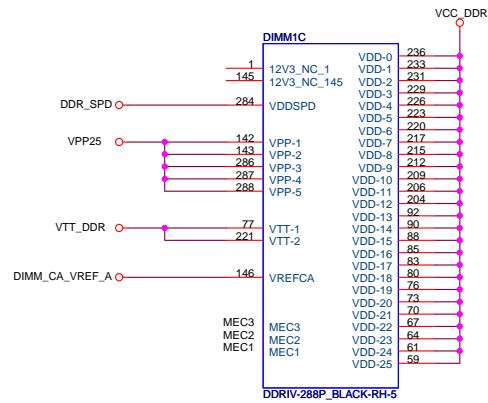 VCC_DDR
DIMM1C
1 12V3_NC_1
145 12V3_NC_145
DDR_SPD 284 VDDSPD
VPP25 142 VPP-1
143 VPP-2
286 VPP-3
287 VPP-4
288 VPP-5
VTT_DDR 77 VTT-1
221 VTT-2
DIMM_CA_VREF_A 146 VREFCA
MEC3 MEC3
MEC2 MEC2
MEC1 MEC1
VDD-0 236
VDD-1 233
VDD-2 231
VDD-3 229
VDD-4 226
VDD-5 223
VDD-6 220
VDD-7 217
VDD-8 215
VDD-9 212
VDD-10 209
VDD-11 206
VDD-12 204
VDD-13 92
VDD-14 90
VDD-15 88
VDD-16 85
VDD-17 83
VDD-18 80
VDD-19 76
VDD-20 73
VDD-21 70
VDD-22 67
VDD-23 64
VDD-24 61
VDD-25 59
DDRIV-288P_BLACK-RH-5